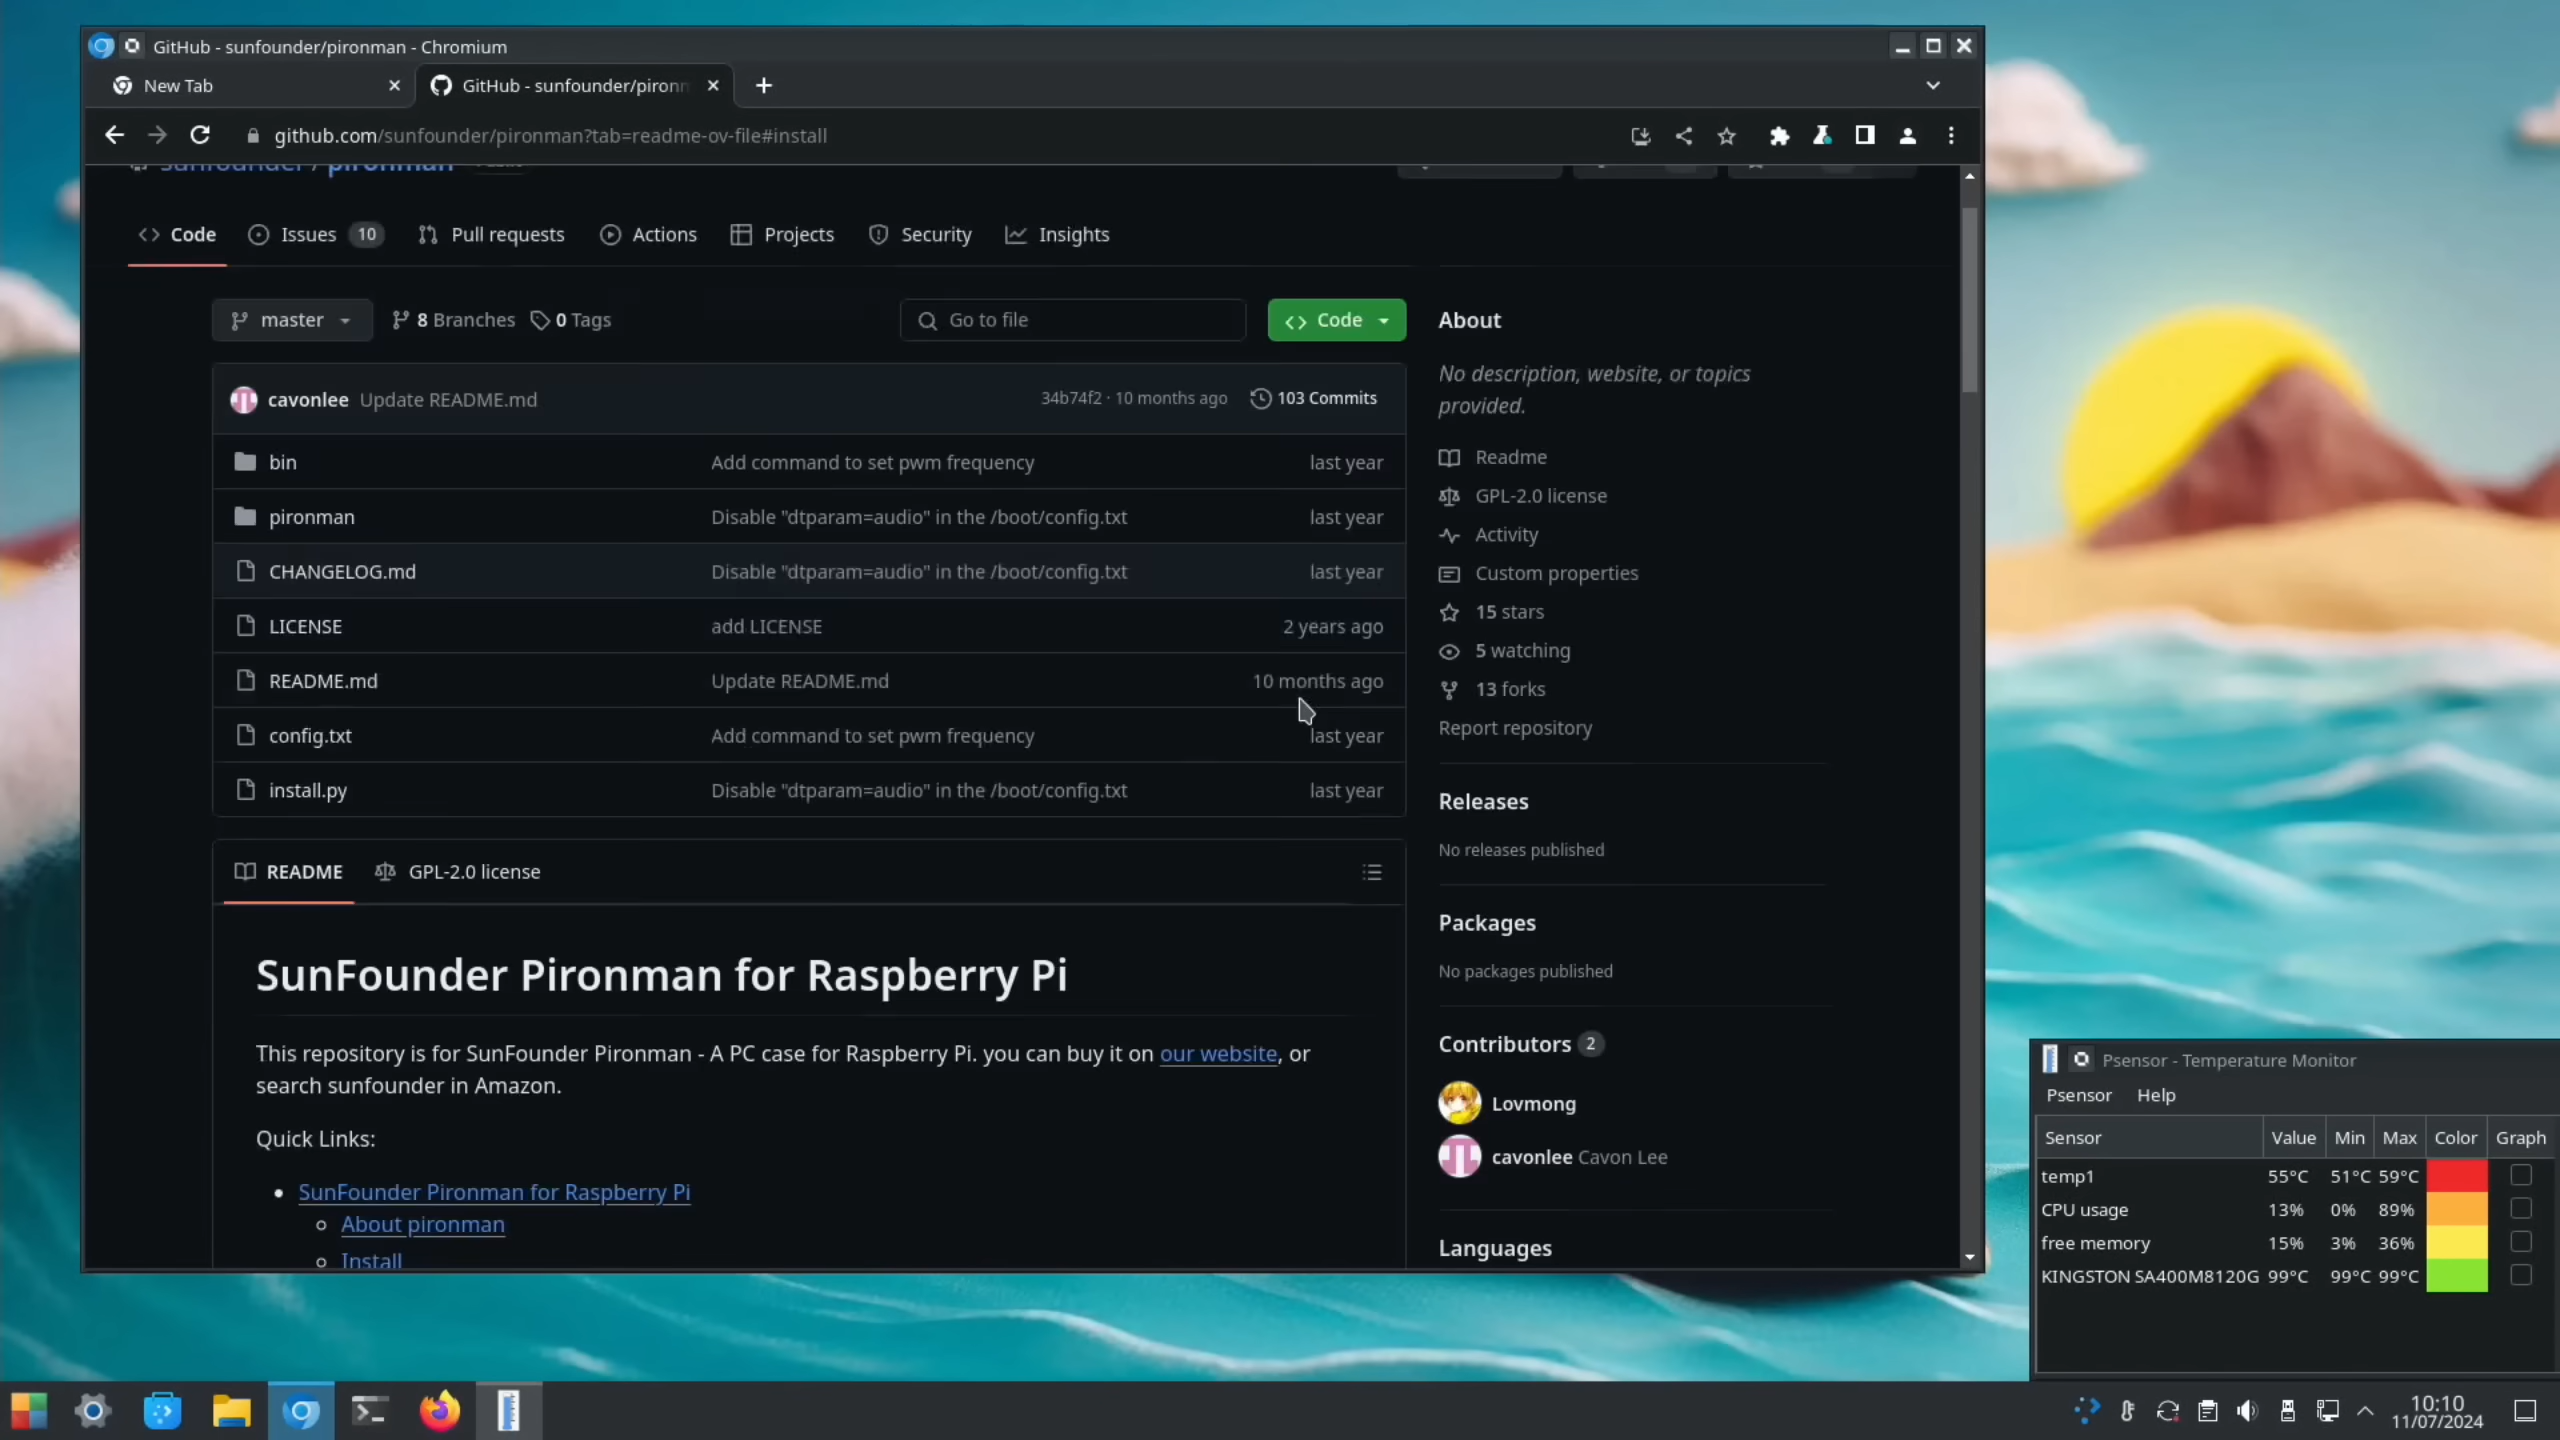 GitHub - sunfounder/pironman - Chromium
New Tab
GitHub - sunfounder/pironm
github.com/sunfounder/pironman?tab=readme-ov-file#install
sunfounder / pironman
Code
Issues 10
Pull requests
Actions
Projects
Security
Insights
master
8 Branches
0 Tags
Go to file
Code
cavonlee Update README.md 34b74f2 · 10 months ago 103 Commits
bin Add command to set pwm frequency last year
pironman Disable "dtparam=audio" in the /boot/config.txt last year
CHANGELOG.md Disable "dtparam=audio" in the /boot/config.txt last year
LICENSE add LICENSE 2 years ago
README.md Update README.md 10 months ago
config.txt Add command to set pwm frequency last year
install.py Disable "dtparam=audio" in the /boot/config.txt last year
README
GPL-2.0 license
SunFounder Pironman for Raspberry Pi
This repository is for SunFounder Pironman - A PC case for Raspberry Pi. you can buy it on our website, or
search sunfounder in Amazon.
Quick Links:
SunFounder Pironman for Raspberry Pi
About pironman
Install
About
No description, website, or topics
provided.
Readme
GPL-2.0 license
Activity
Custom properties
15 stars
5 watching
13 forks
Report repository
Releases
No releases published
Packages
No packages published
Contributors 2
Lovmong
cavonlee Cavon Lee
Languages
Psensor - Temperature Monitor
Psensor Help
Sensor Value Min Max Color Graph
temp1 55°C 51°C 59°C
CPU usage 13% 0% 89%
free memory 15% 3% 36%
KINGSTON SA400M8120G 99°C 99°C 99°C
10:10
11/07/2024